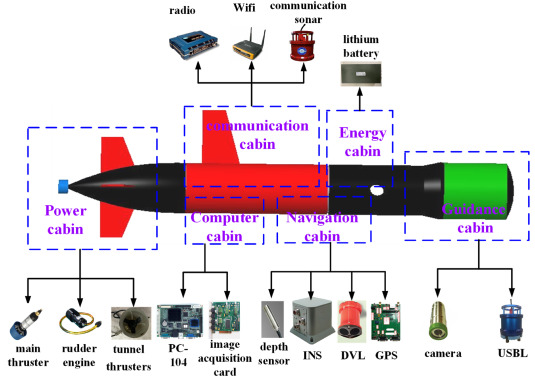 radio
Wifi
communication
sonar
lithium
battery
communication
cabin
Energy
cabin
Power
cabin
Computer
cabin
Navigation
cabin
Guidance
cabin
main
thruster
rudder
engine
tunnel
thrusters
PC-
104
image
acquisition
card
depth
sensor
INS
DVL
GPS
camera
USBL